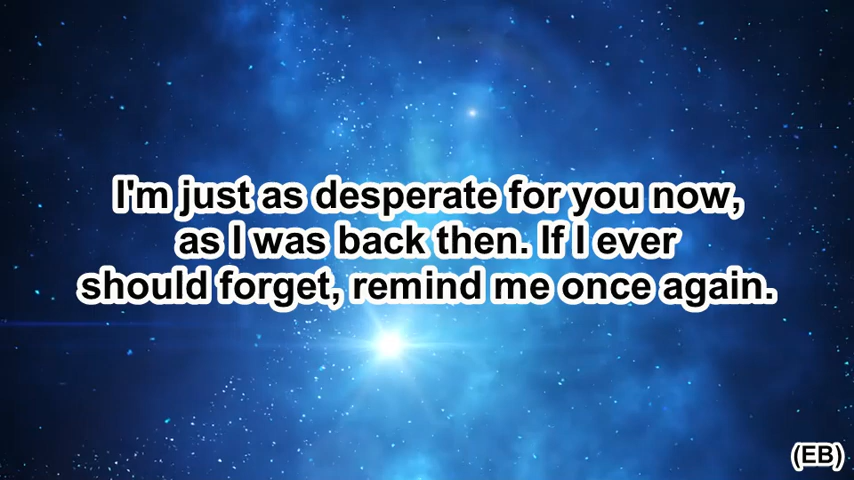 I'm just as desperate for you now,
as I was back then. If I ever
should forget, remind me once again.
(EB)